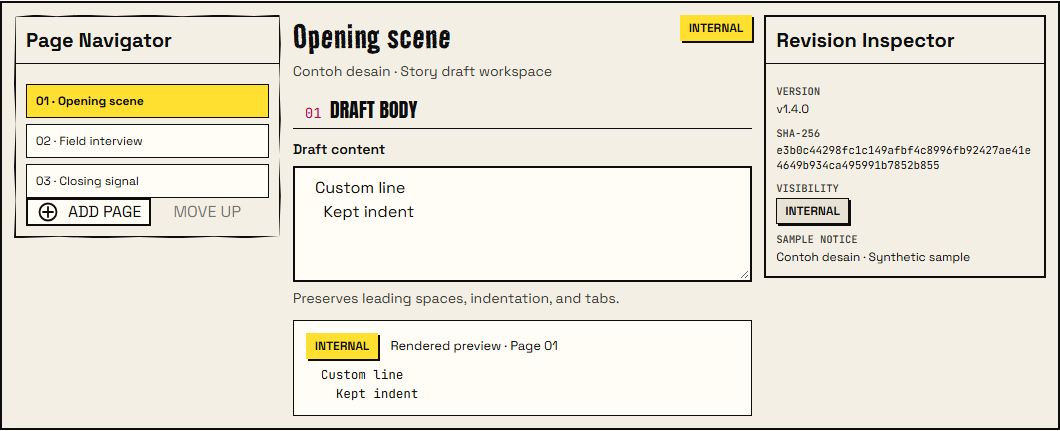 Page Navigator
01 · Opening scene
02 · Field interview
03 · Closing signal
ADD PAGE MOVE UP
Opening scene
INTERNAL
Contoh desain · Story draft workspace
01 DRAFT BODY
Draft content
Custom line
  Kept indent
Preserves leading spaces, indentation, and tabs.
INTERNAL Rendered preview · Page 01
Custom line
  Kept indent
Revision Inspector
VERSION
v1.4.0
SHA-256
e3b0c44298fc1c149afbf4c8996fb92427ae41e
4649b934ca495991b7852b855
VISIBILITY
INTERNAL
SAMPLE NOTICE
Contoh desain · Synthetic sample